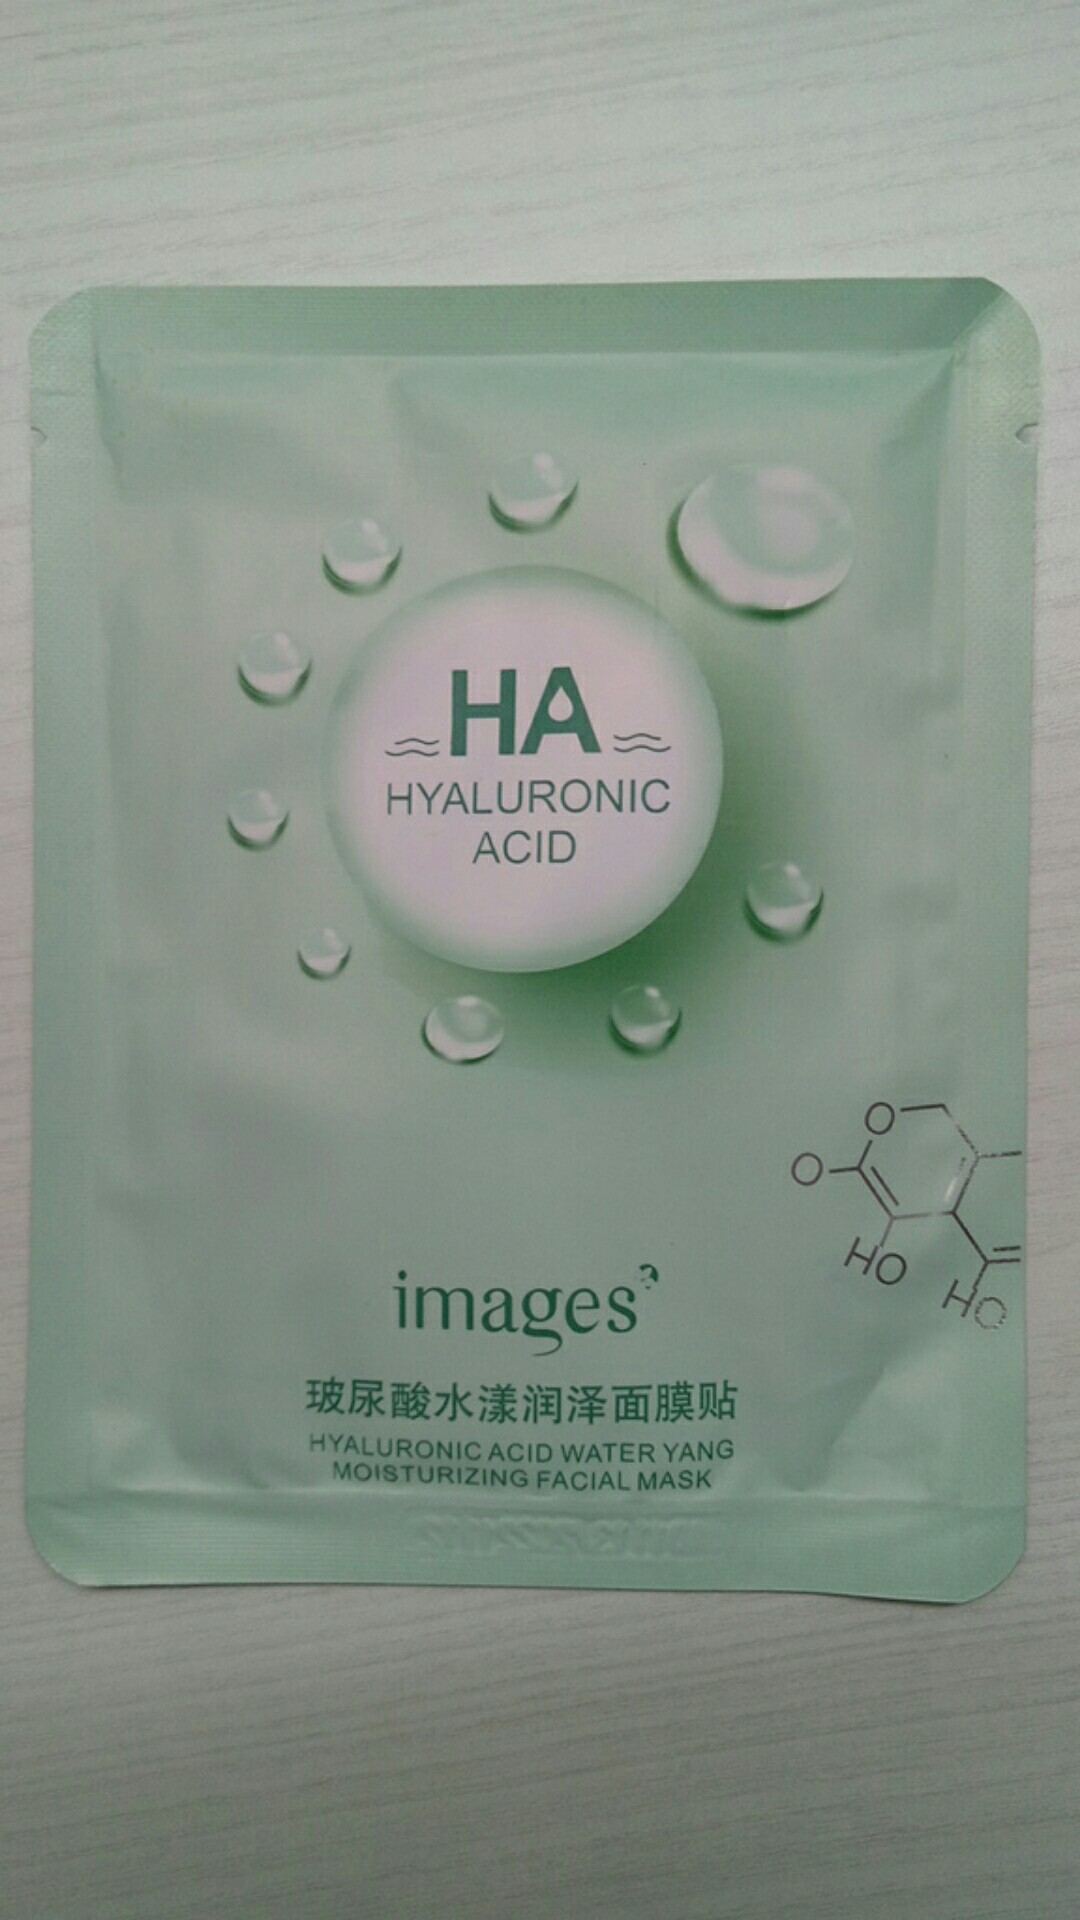 HA
HYALURONIC
ACID
O
O
HO
HO
images
玻尿酸水漾润泽面膜贴
HYALURONIC ACID WATER YANG
MOISTURIZING FACIAL MASK